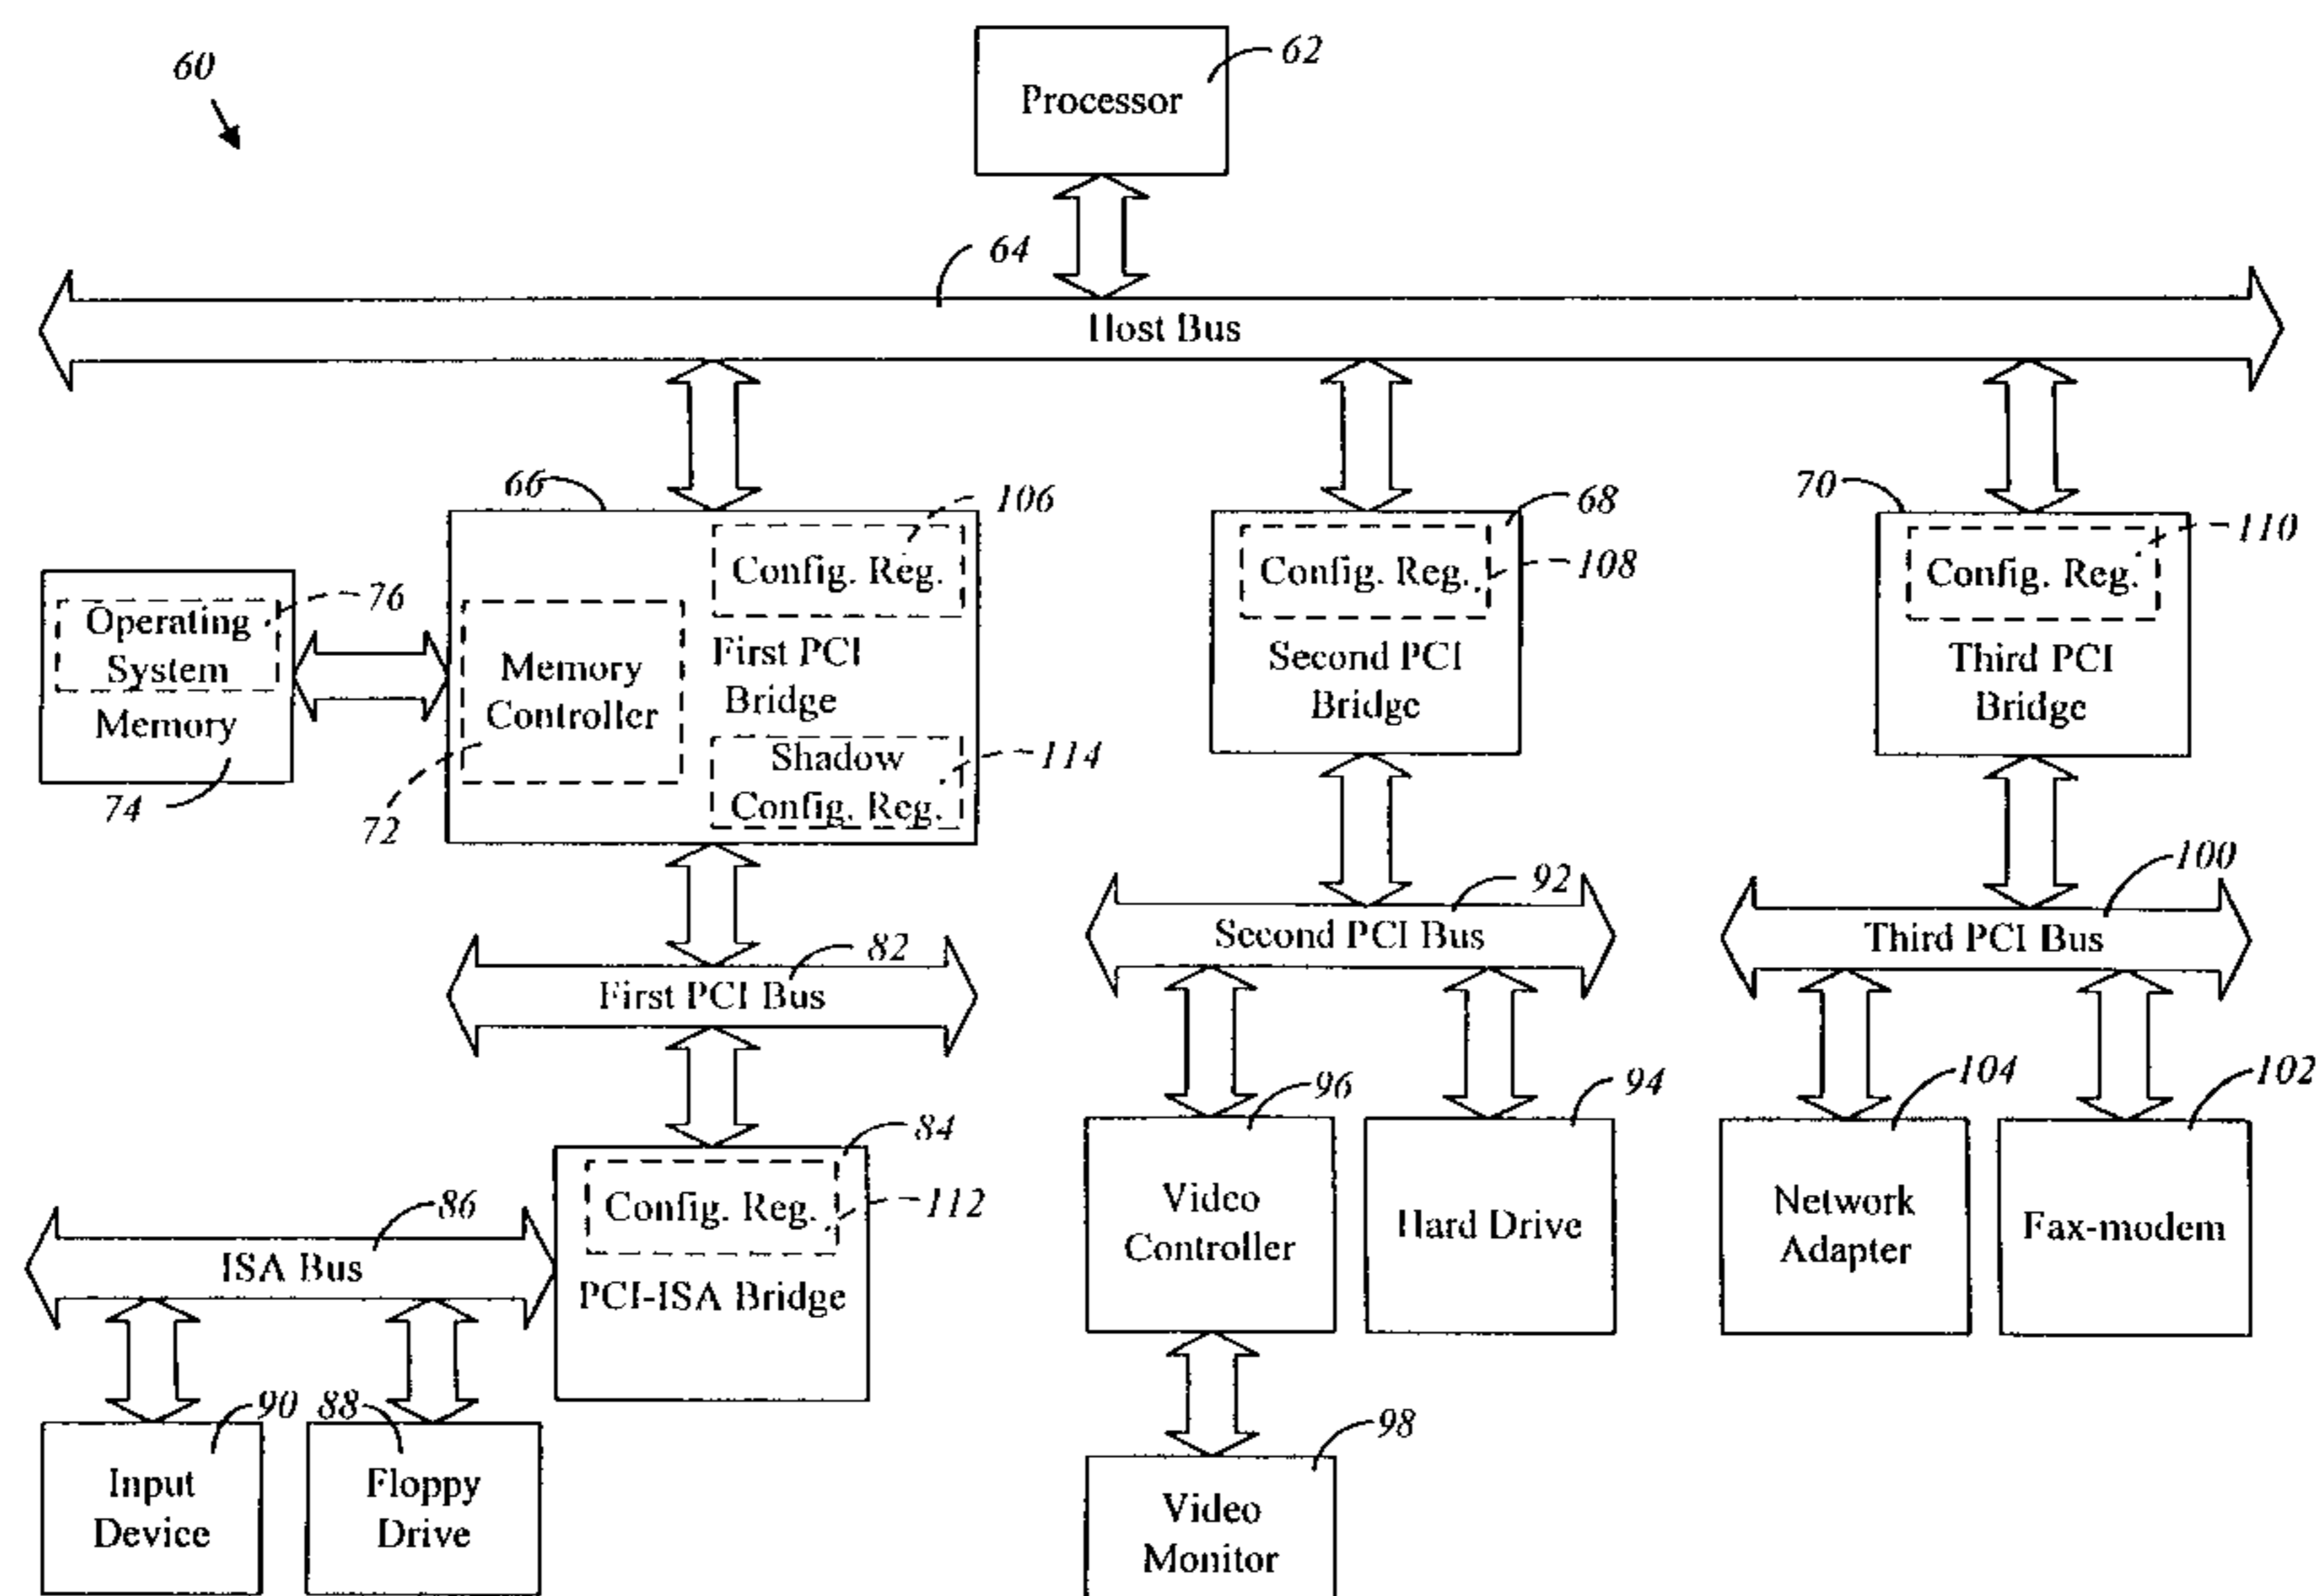 60
62
Processor
64
Host Bus
66
106
68
70
110
Config. Reg.
Config. Reg.
108
Config. Reg.
76
Operating
System
Memory
74
Memory
Controller
72
First PCI
Bridge
Shadow
Config. Reg.
114
Second PCI
Bridge
Third PCI
Bridge
82
First PCI Bus
92
Second PCI Bus
100
Third PCI Bus
84
Config. Reg.
112
PCI-ISA Bridge
86
ISA Bus
96
Video
Controller
94
Hard Drive
104
Network
Adapter
102
Fax-modem
90
Input
Device
88
Floppy
Drive
98
Video
Monitor